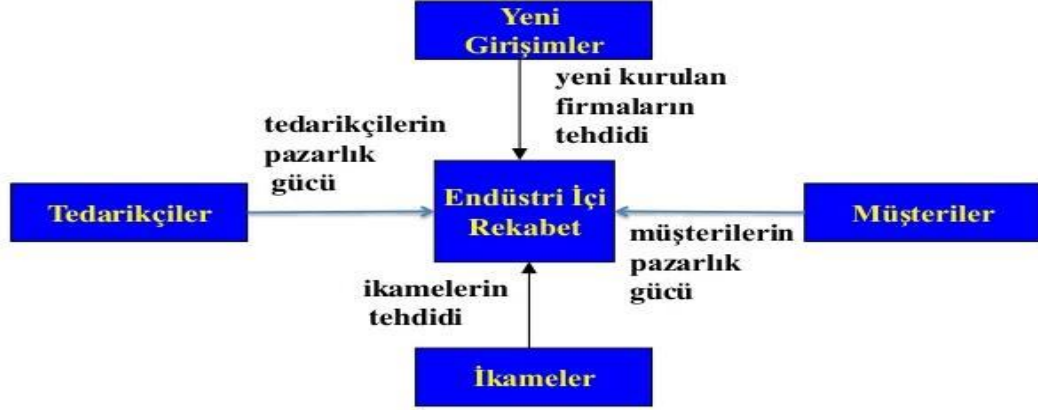 Yeni
Girişimler
yeni kurulan
firmaların
tehdidi
tedarikçilerin
pazarlık
gücü
Tedarikçiler
Endüstri İçi
Rekabet
Müşteriler
müşterilerin
pazarlık
gücü
ikamelerin
tehdidi
İkameler